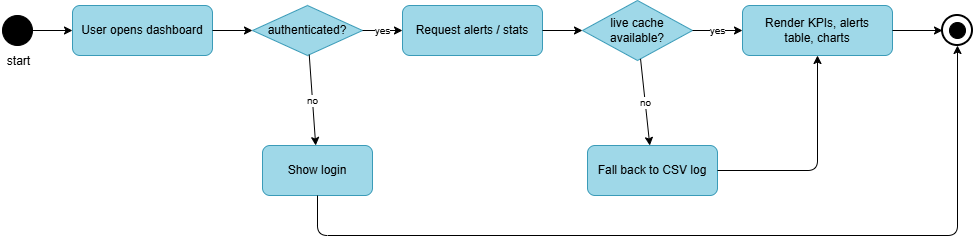 start
User opens dashboard
authenticated?
yes
Request alerts / stats
live cache
available?
yes
Render KPIs, alerts
table, charts
no
no
Show login
Fall back to CSV log